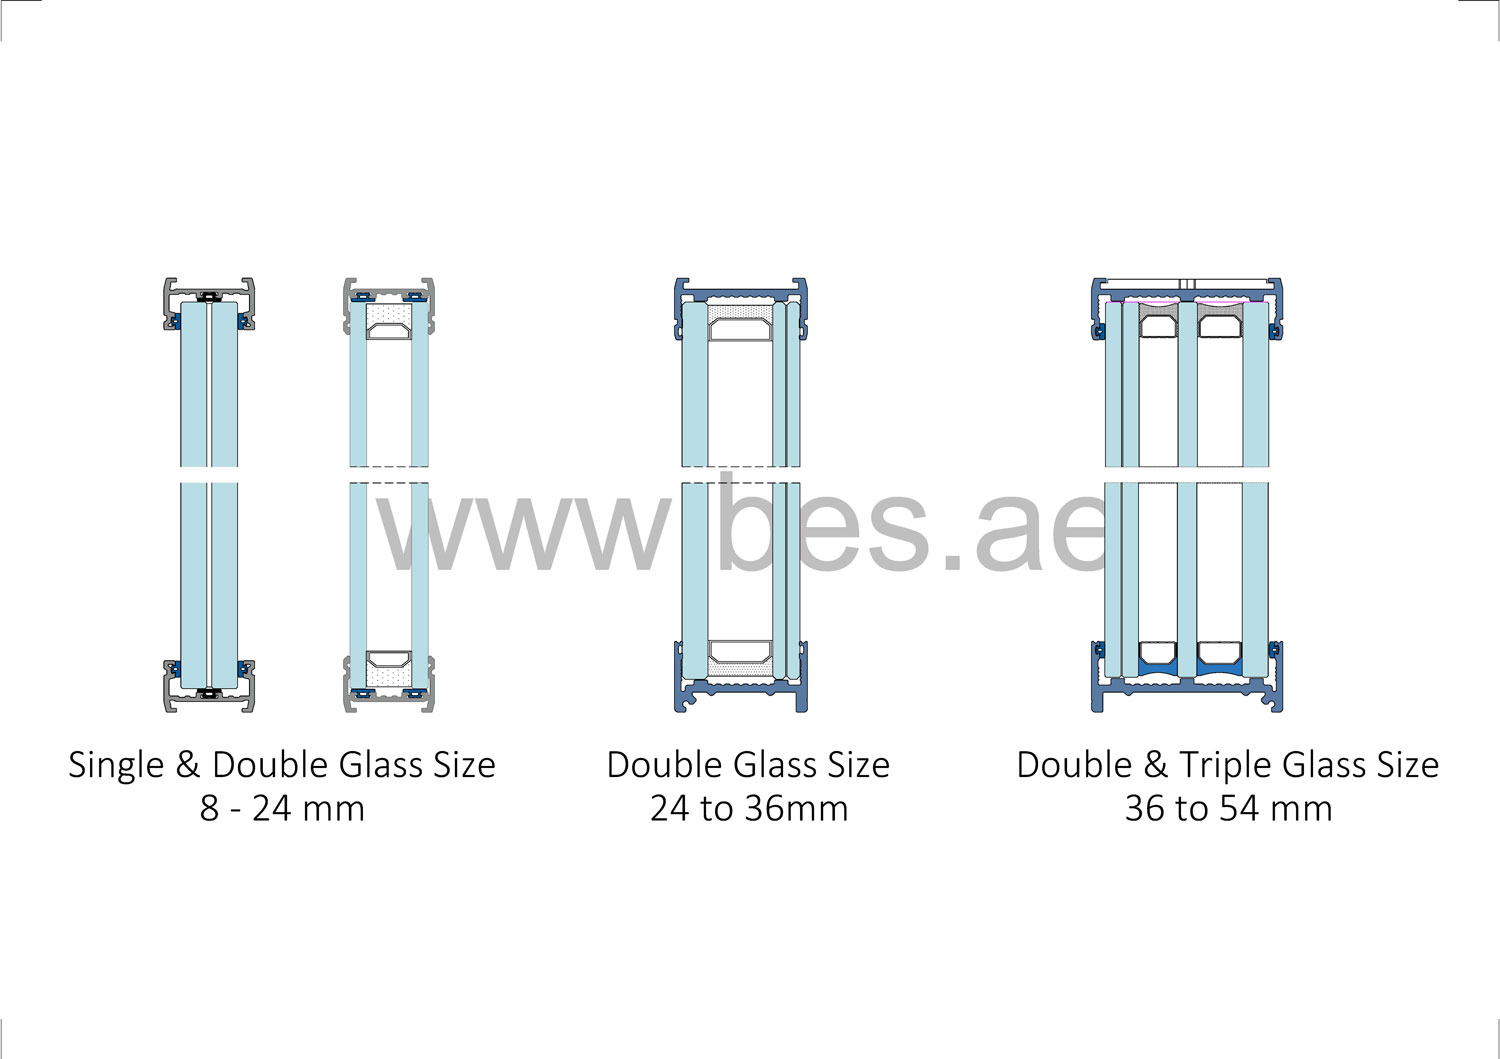 www.bes.ae
Single & Double Glass Size
8 - 24 mm
Double Glass Size
24 to 36mm
Double & Triple Glass Size
36 to 54 mm